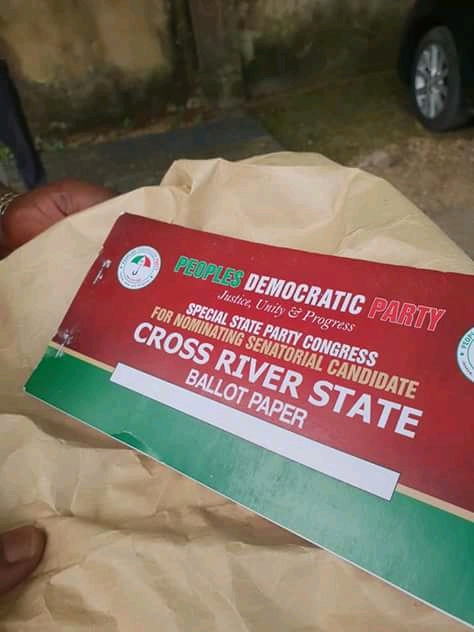 PEOPLES DEMOCRATIC PARTY
Justice, Unity & Progress
SPECIAL STATE PARTY CONGRESS
FOR NOMINATING SENATORIAL CANDIDATE
CROSS RIVER STATE
BALLOT PAPER